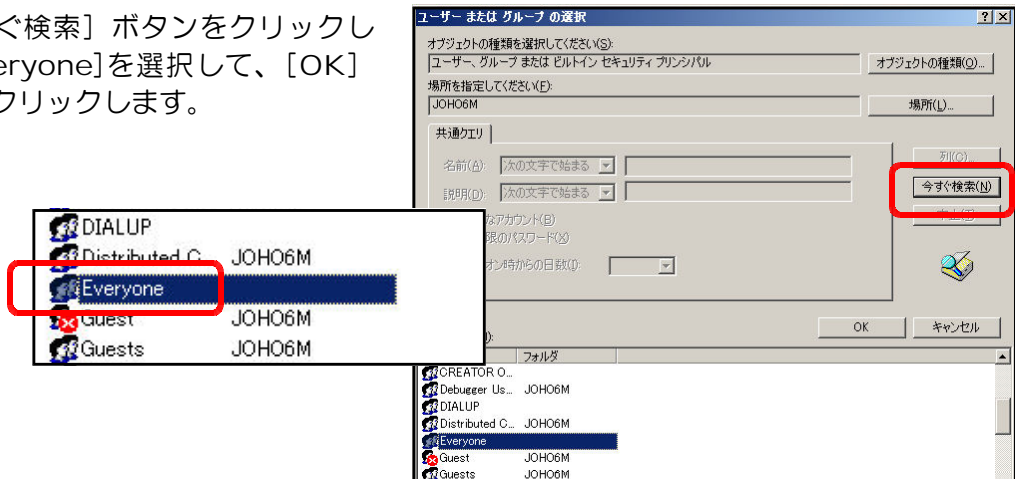 ぐ検索］ボタンをクリックし
eryone]を選択して、[OK]
クリックします。
ユーザー または グループ の選択
オブジェクトの種類を選択してください(S):
ユーザー、グループ または ビルトイン セキュリティ プリンシパル
オブジェクトの種類(O)...
場所を指定してください(F):
JOHO6M
場所(L)...
共通クエリ
列(C)...
名前(A):
次の文字で始まる
今すぐ検索(N)
説明(D):
次の文字で始まる
なアカウント(B)
限のパスワード(X)
オン時からの日数(I):
OK
キャンセル
フォルダ
CREATOR O...
Debugger Us... JOHO6M
DIALUP
Distributed C... JOHO6M
Everyone
Guest JOHO6M
Guests JOHO6M
DIALUP
Distributed C... JOHO6M
Everyone
Guest JOHO6M
Guests JOHO6M